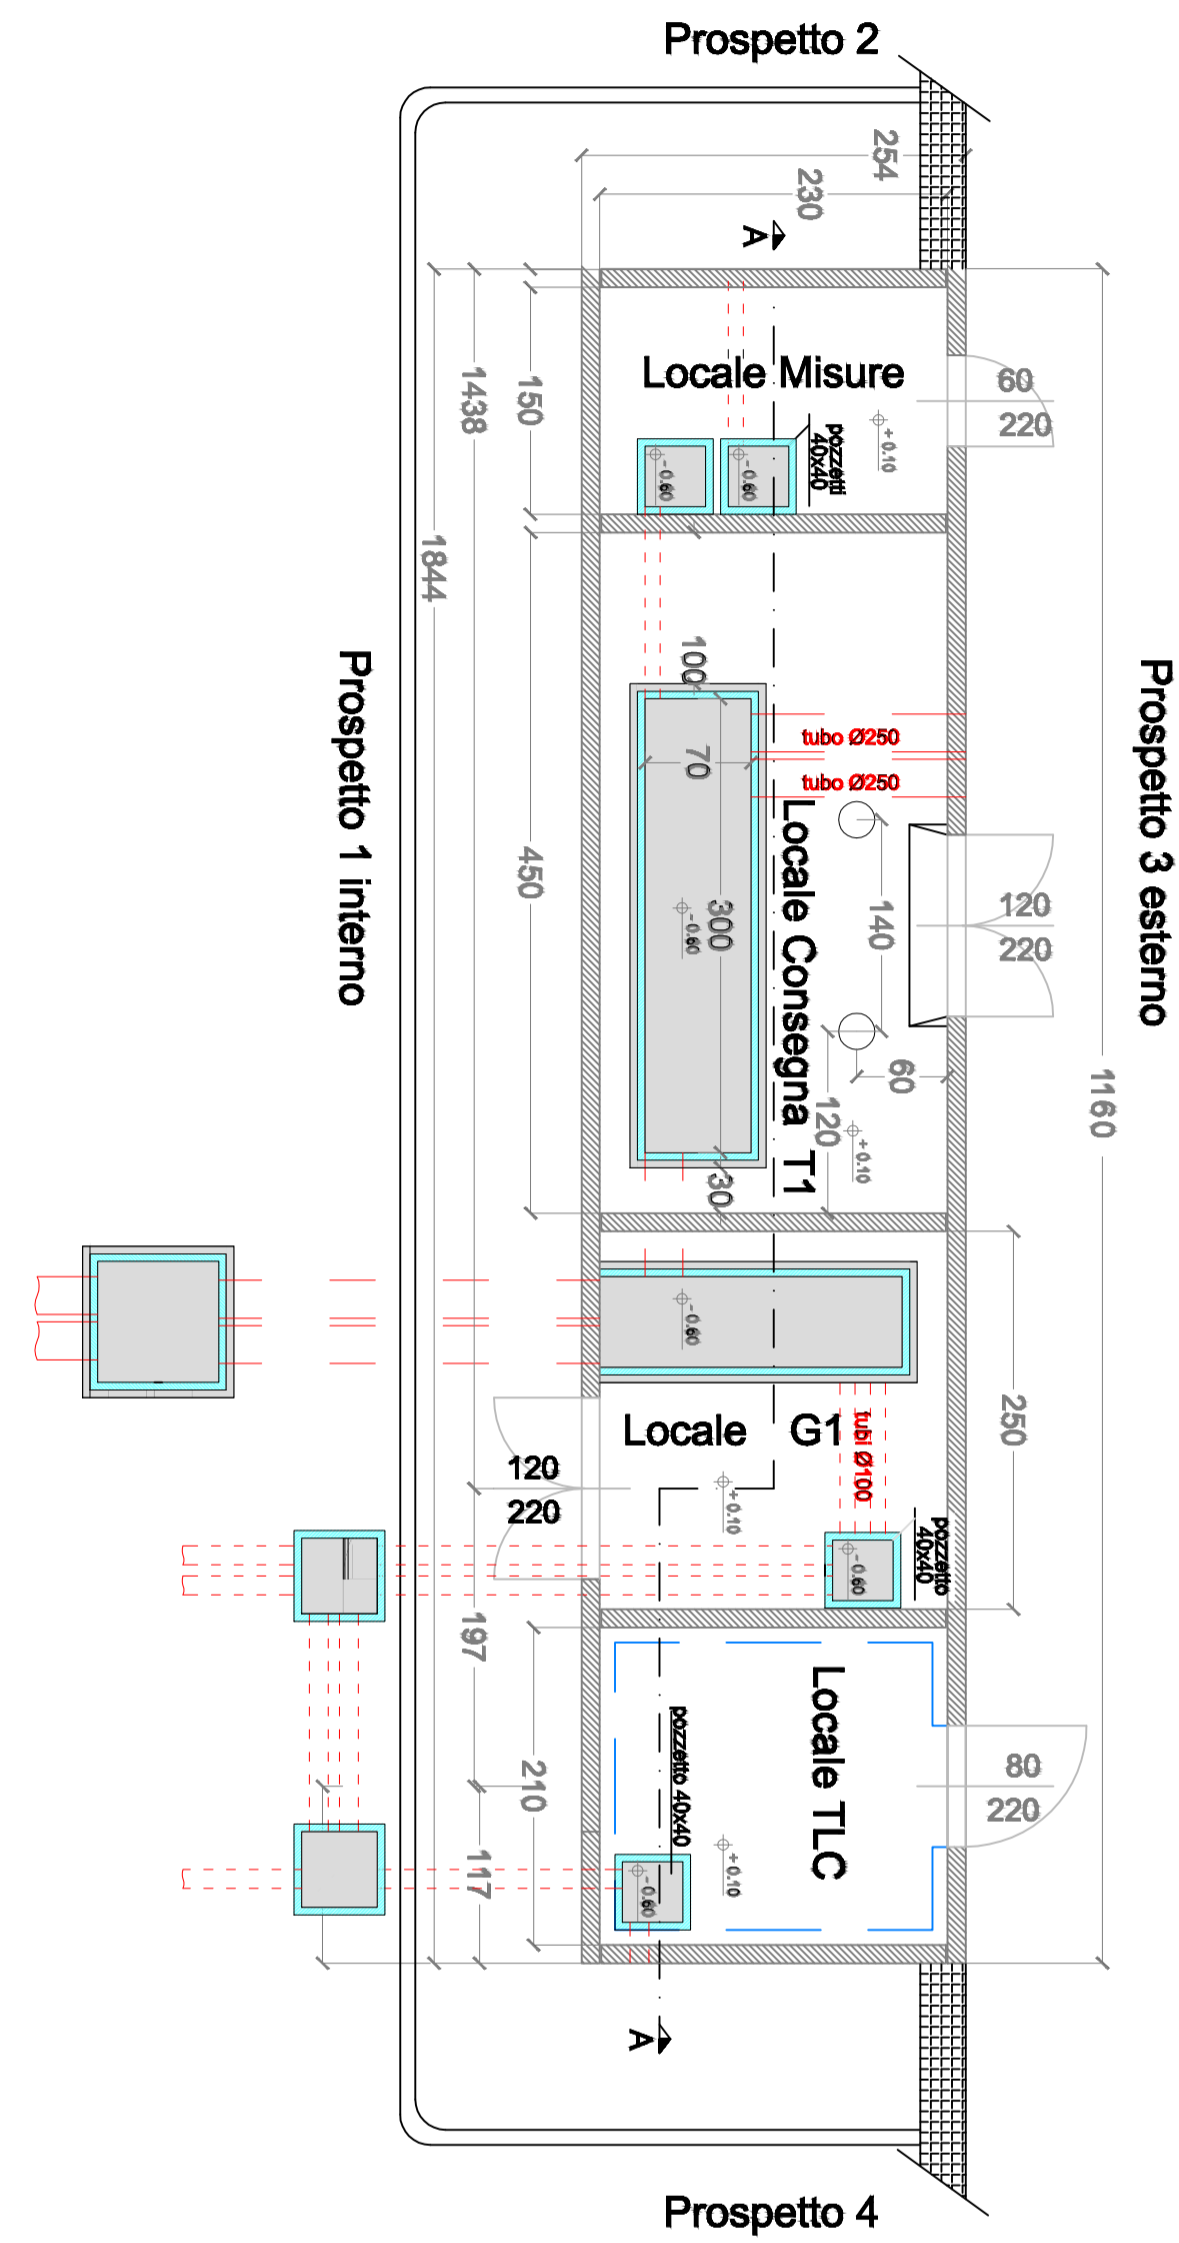 Prospetto 2
254
230
A
Locale Misure
60
220
pozzetti
40x40
+ 0.10
- 0.60
- 0.60
150
1438
1844
1160
100
tubo Ø250
tubo Ø250
70
300
- 0.60
Locale Consegna T1
140
120
220
60
120
+ 0.10
30
450
Prospetto 1 interno
Prospetto 3 esterno
- 0.60
250
Locale G1
tubi Ø100
120
220
+ 0.10
pozzetto
40x40
- 0.60
197
210
117
Locale TLC
80
220
pozzetto 40x40
+ 0.10
- 0.60
A
Prospetto 4